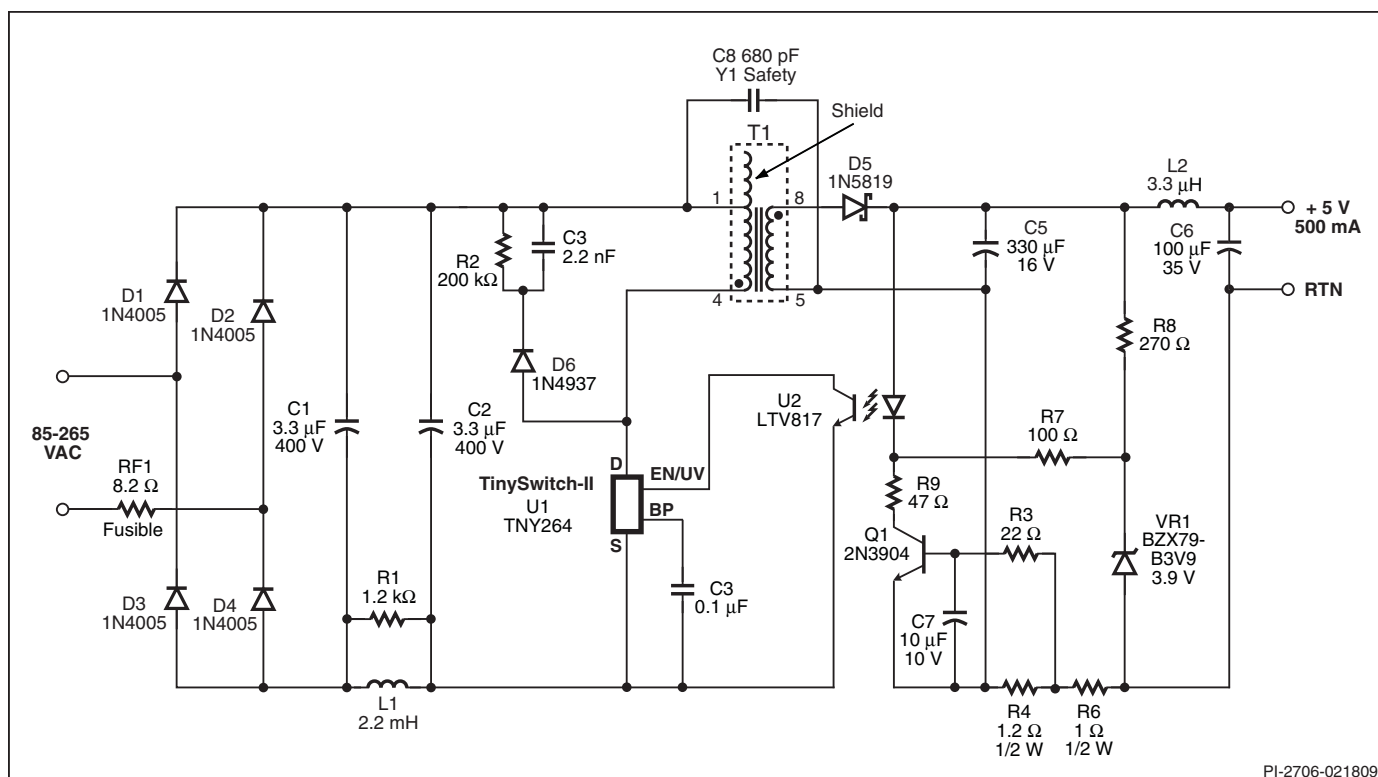 C8 680 pF
Y1 Safety
Shield
T1
D5
1N5819
L2
3.3 μH
1
8
4
5
+ 5 V
500 mA
RTN
C5
330 μF
16 V
C6
100 μF
35 V
R2
200 kΩ
C3
2.2 nF
D1
1N4005
D2
1N4005
R8
270 Ω
D6
1N4937
U2
LTV817
85-265
VAC
C1
3.3 μF
400 V
C2
3.3 μF
400 V
R7
100 Ω
RF1
8.2 Ω
Fusible
D
EN/UV
TinySwitch-II
U1
TNY264
BP
S
R9
47 Ω
Q1
2N3904
R3
22 Ω
VR1
BZX79-
B3V9
3.9 V
D3
1N4005
D4
1N4005
R1
1.2 kΩ
C3
0.1 μF
C7
10 μF
10 V
L1
2.2 mH
R4
1.2 Ω
1/2 W
R6
1 Ω
1/2 W
PI-2706-021809